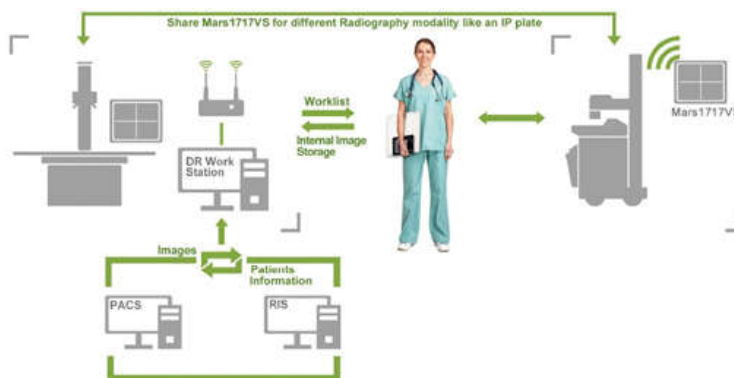 Share Mars1717VS for different Radiography modality like an IP plate
Worklist
Internal Image
Storage
Mars1717VS
DR Work
Station
Images
Patients
Information
PACS
RIS